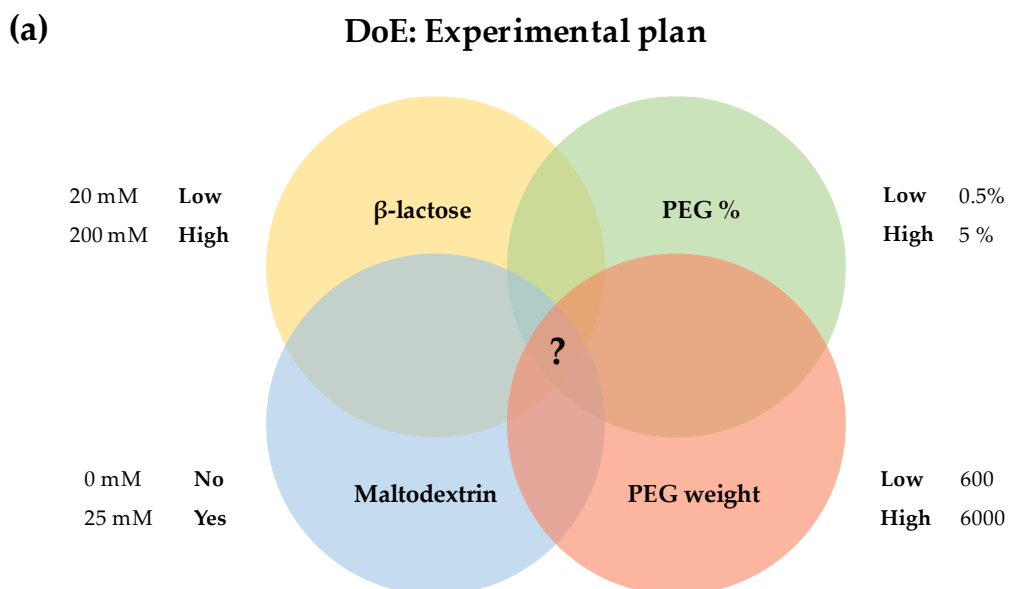 (a)
DoE: Experimental plan
20 mM Low
200 mM High
β-lactose
PEG %
Low 0.5%
High 5 %
?
0 mM No
25 mM Yes
Maltodextrin
PEG weight
Low 600
High 6000